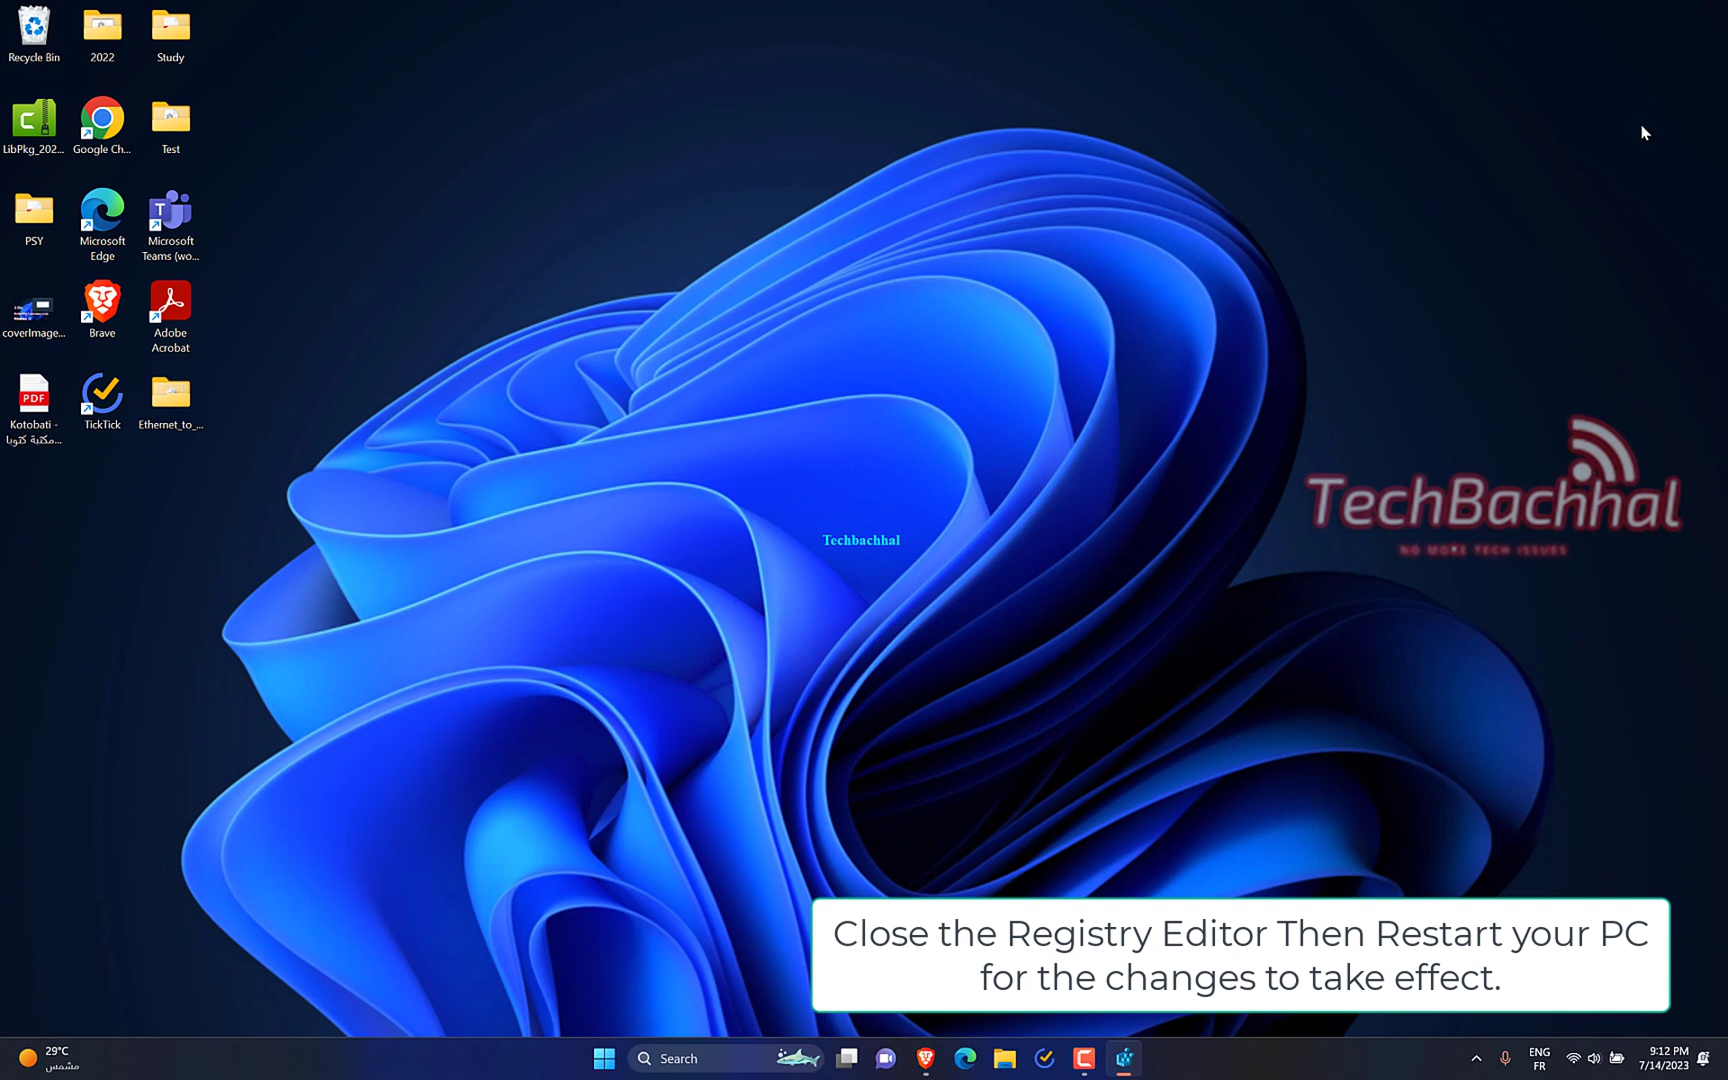 Recycle Bin
2022
Study
LibPkg_202...
Google Ch...
Test
PSY
Microsoft
Edge
Microsoft
Teams (wo...
coverImage...
Brave
Adobe
Acrobat
Kotobati -
مكتبة كتوبا...
TickTick
Ethernet_to_...
Techbachhal
TechBachhal
NO MORE TECH ISSUES
Close the Registry Editor Then Restart your PC
for the changes to take effect.
29°C
مشمس
Search
ENG
FR
9:12 PM
7/14/2023